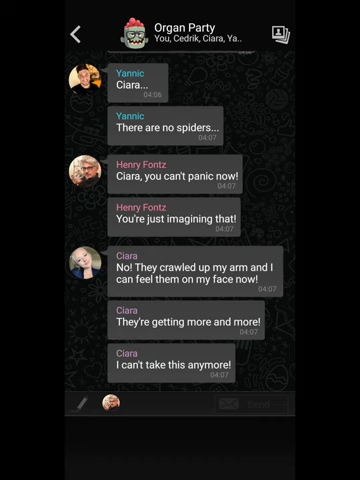 Organ Party
You, Cedrik, Ciara, Ya..
Yannic
Ciara...
04:06
Yannic
There are no spiders...
04:07
Henry Fontz
Ciara, you can't panic now!
04:07
Henry Fontz
You're just imagining that!
04:07
Ciara
No! They crawled up my arm and I
can feel them on my face now!
04:07
Ciara
They're getting more and more!
04:07
Ciara
I can't take this anymore!
04:07
Send